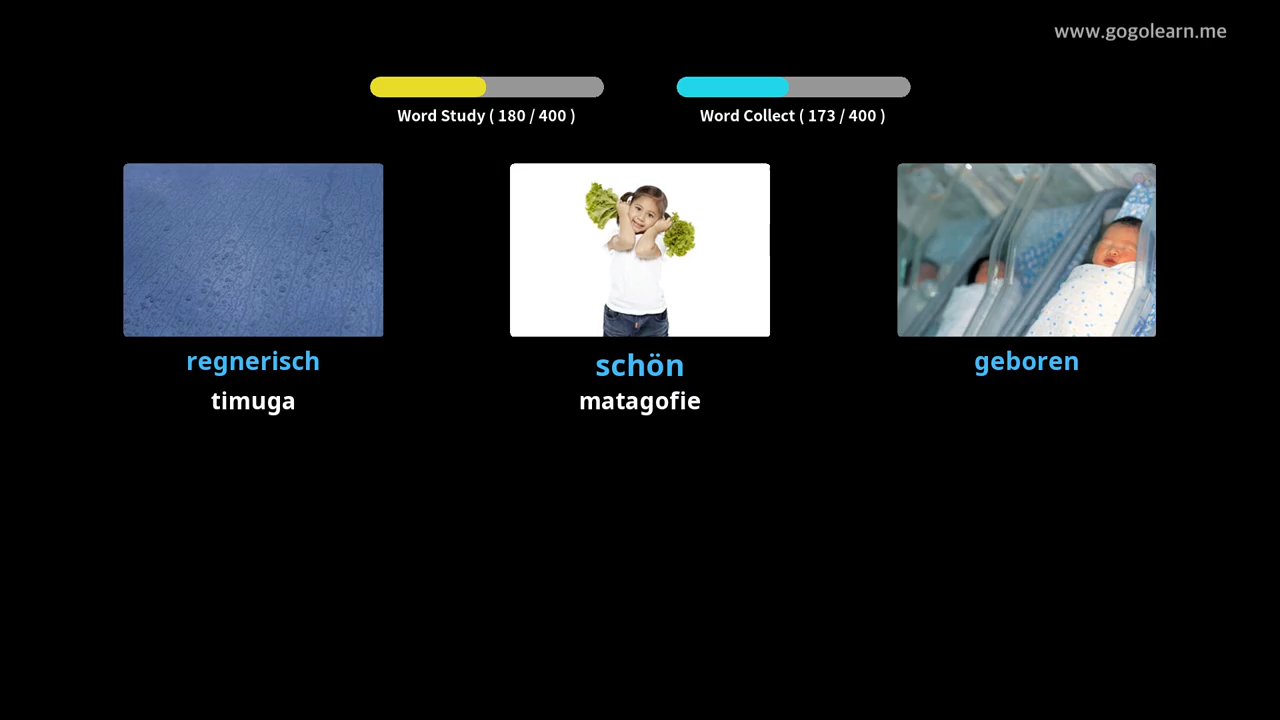 www.gogolearn.me
Word Study ( 180 / 400 )
Word Collect ( 173 / 400 )
regnerisch
schön
geboren
timuga
matagofie